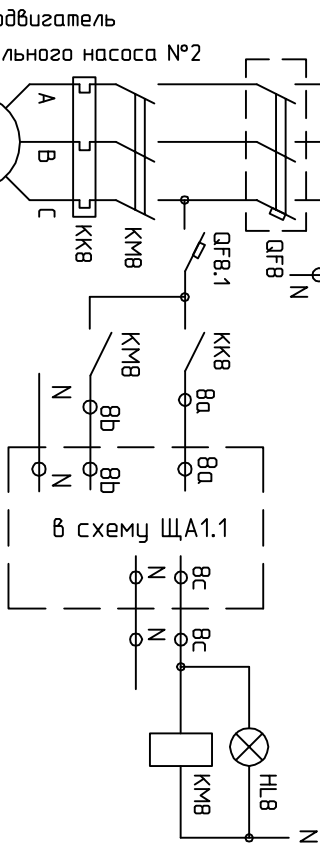 одвигатель
льного насоса №2
A
B
C
KK8
KM8
QF8
N
QF8.1
KM8
KK8
N
8b
8a
N
8b
8a
в схему ЩА1.1
N
8c
N
8c
KM8
HL8
N